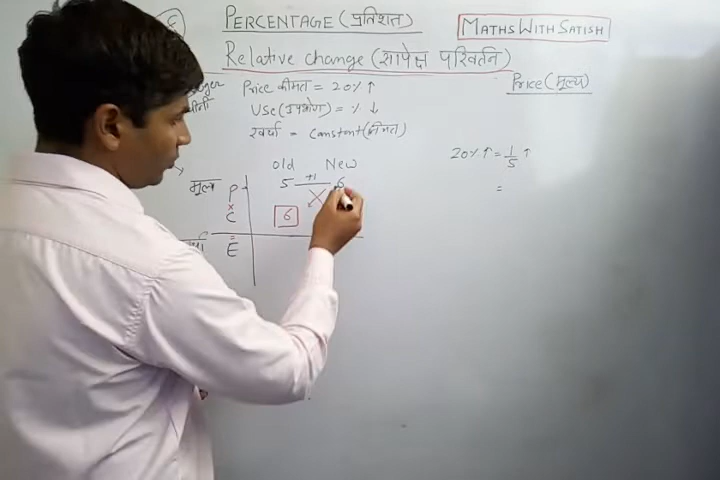 PERCENTAGE (प्रतिशत)
MATHS WITH SATISH
Relative change (सापेक्ष परिवर्तन)
Price कीमत = 20% ↑
Price (मूल्य)
Use (उपयोग) = % ↓
खर्चा = constant (नियत)
old New
20% ↑ = 1/5 ↑
मूल्य P → 5 +1 6
=
×
C 6
=
E